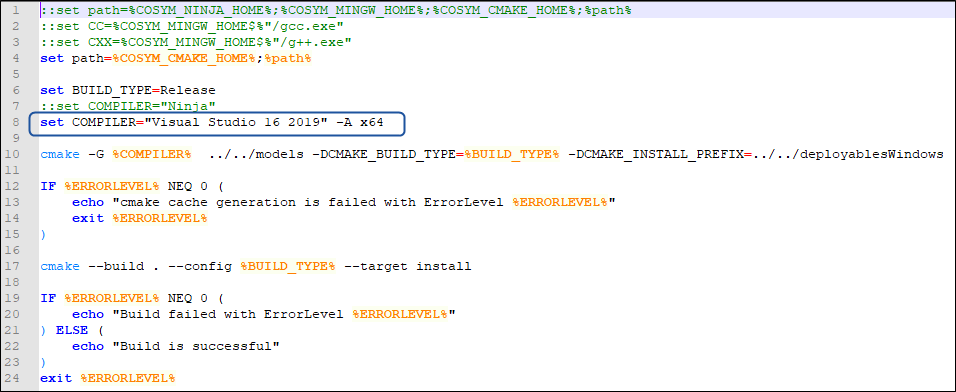 1 ::set path=%COSYM_NINJA_HOME%;%COSYM_MINGW_HOME%;%COSYM_CMAKE_HOME%;%path%
2 ::set CC=%COSYM_MINGW_HOME$%"/gcc.exe"
3 ::set CXX=%COSYM_MINGW_HOME$%"/g++.exe"
4 set path=%COSYM_CMAKE_HOME%;%path%
5
6 set BUILD_TYPE=Release
7 ::set COMPILER="Ninja"
8 set COMPILER="Visual Studio 16 2019" -A x64
9
10 cmake -G %COMPILER%  ../../models -DCMAKE_BUILD_TYPE=%BUILD_TYPE% -DCMAKE_INSTALL_PREFIX=../../deployablesWindows
11
12 IF %ERRORLEVEL% NEQ 0 (
13     echo "cmake cache generation is failed with ErrorLevel %ERRORLEVEL%"
14     exit %ERRORLEVEL%
15 )
16
17 cmake --build . --config %BUILD_TYPE% --target install
18
19 IF %ERRORLEVEL% NEQ 0 (
20     echo "Build failed with ErrorLevel %ERRORLEVEL%"
21 ) ELSE (
22     echo "Build is successful"
23 )
24 exit %ERRORLEVEL%